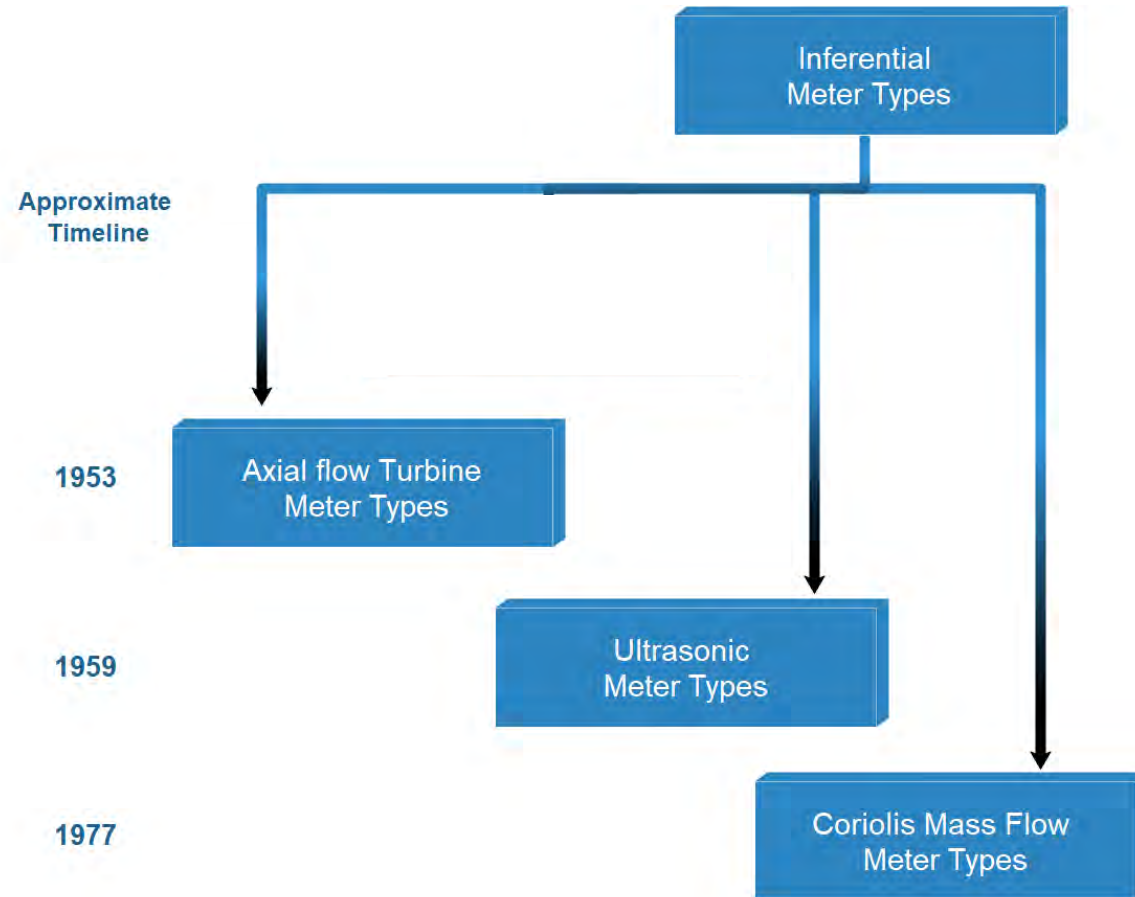 Inferential
Meter Types
Approximate
Timeline
1953
Axial flow Turbine
Meter Types
1959
Ultrasonic
Meter Types
1977
Coriolis Mass Flow
Meter Types